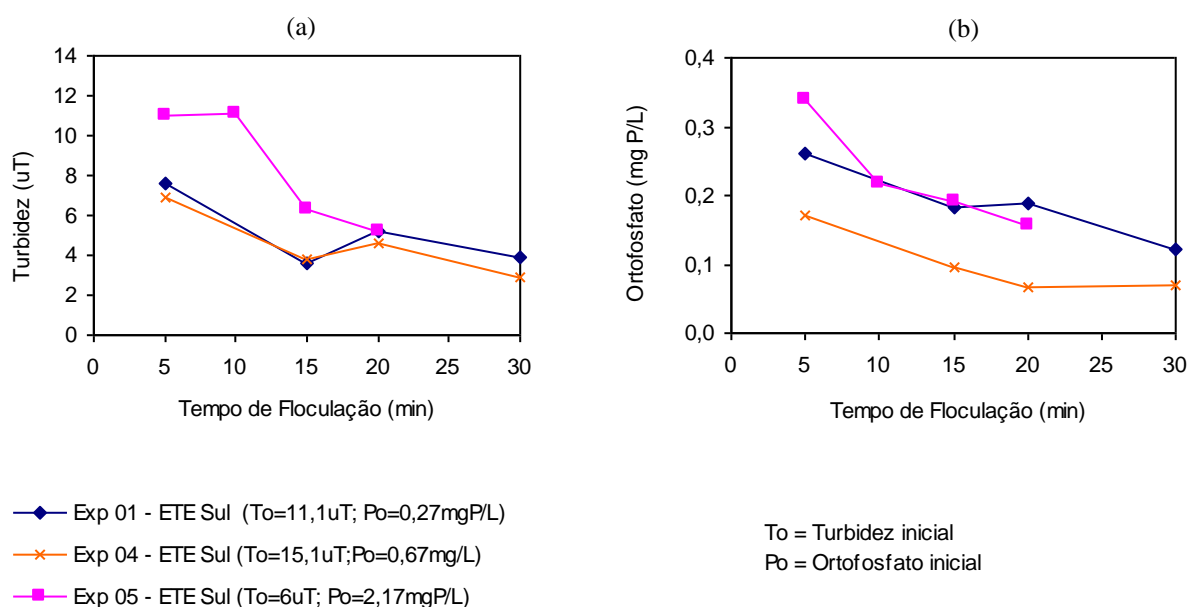 (a)
14
12
10
8
6
4
2
0
Turbidez (uT)
0 5 10 15 20 25 30
Tempo de Floculação (min)
(b)
0,4
0,3
0,2
0,1
0,0
Ortofosfato (mg P/L)
0 5 10 15 20 25 30
Tempo de Floculação (min)
Exp 01 - ETE Sul (To=11,1uT; Po=0,27mgP/L)
Exp 04 - ETE Sul (To=15,1uT;Po=0,67mg/L)
Exp 05 - ETE Sul (To=6uT; Po=2,17mgP/L)
To = Turbidez inicial
Po = Ortofosfato inicial